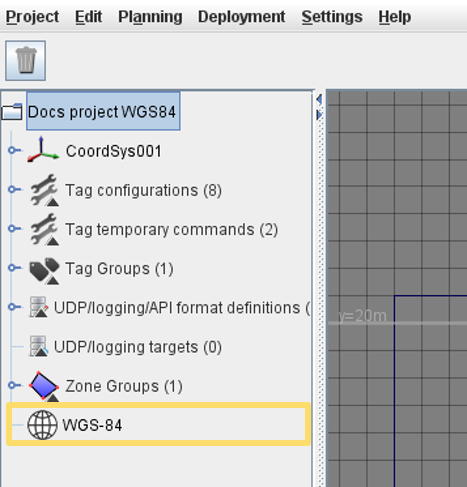 Project Edit Planning Deployment Settings Help
Docs project WGS84
CoordSys001
Tag configurations (8)
Tag temporary commands (2)
Tag Groups (1)
UDP/logging/API format definitions (
y=20m
UDP/logging targets (0)
Zone Groups (1)
WGS-84